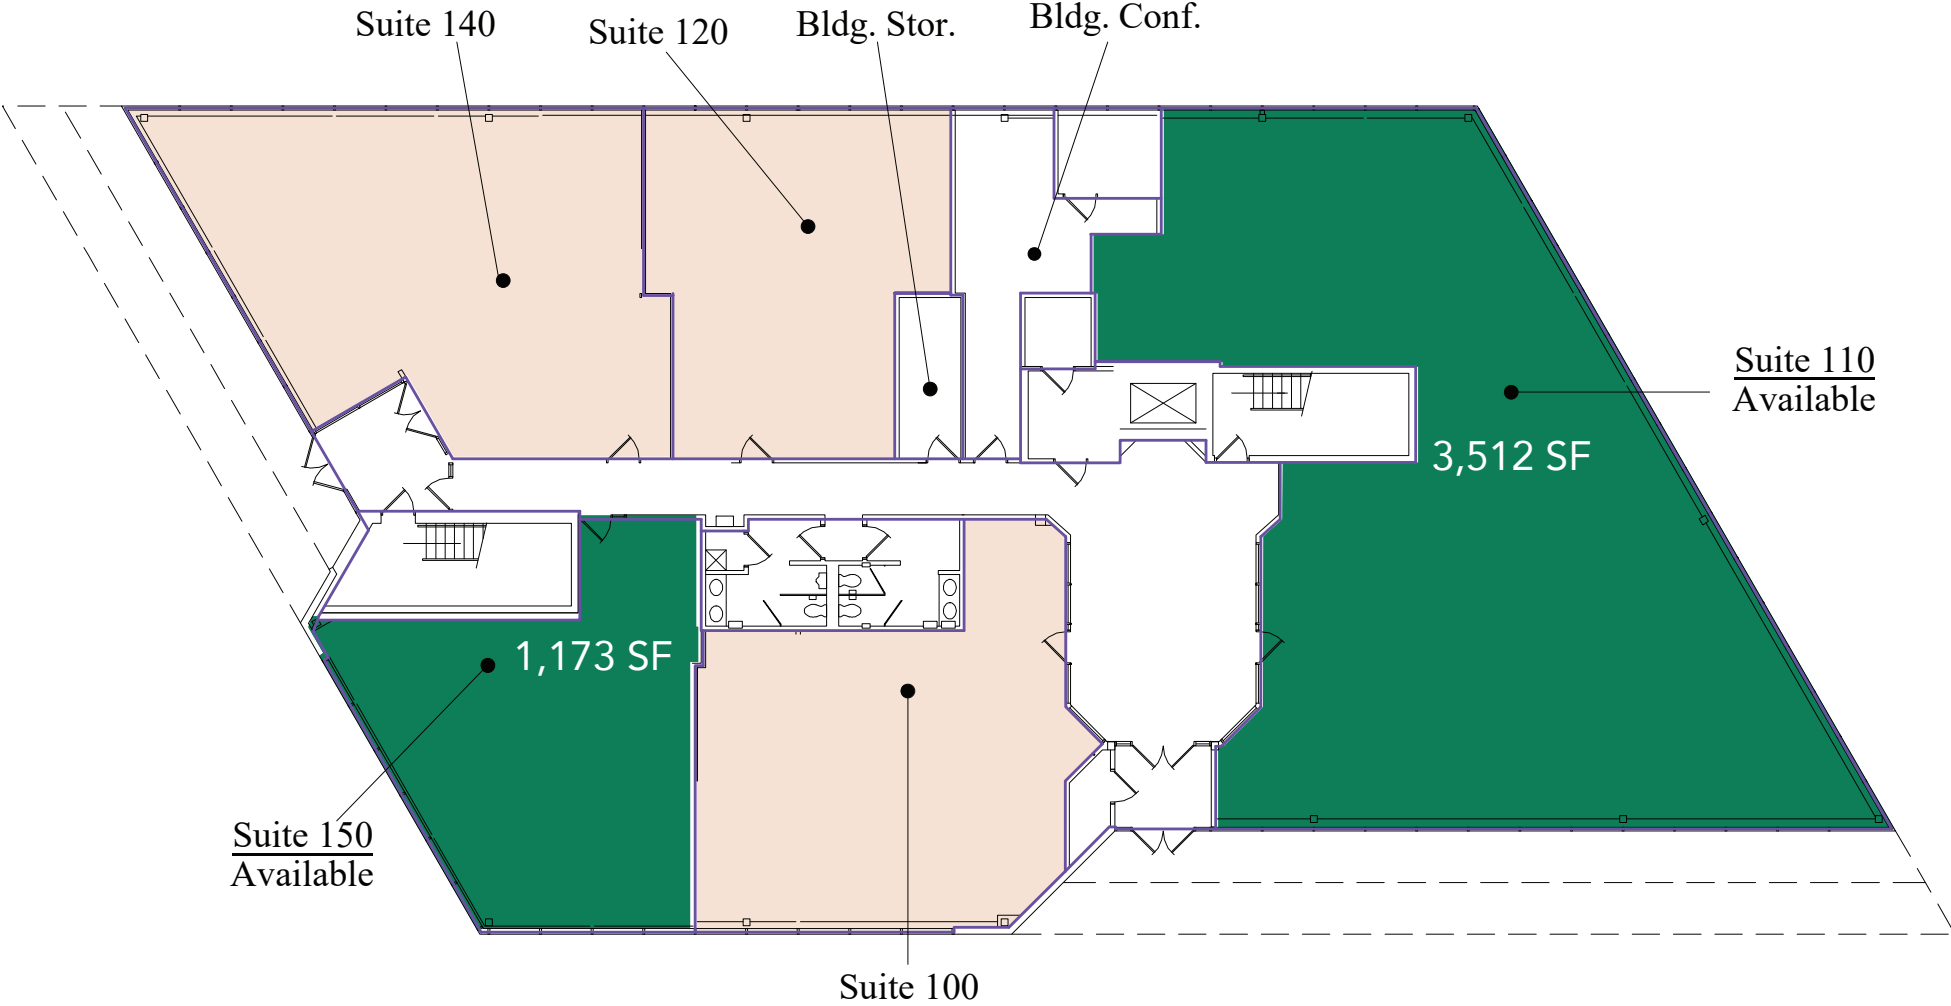 Suite 140
Suite 120
Bldg. Stor.
Bldg. Conf.
Suite 110
Available
3,512 SF
1,173 SF
Suite 150
Available
Suite 100